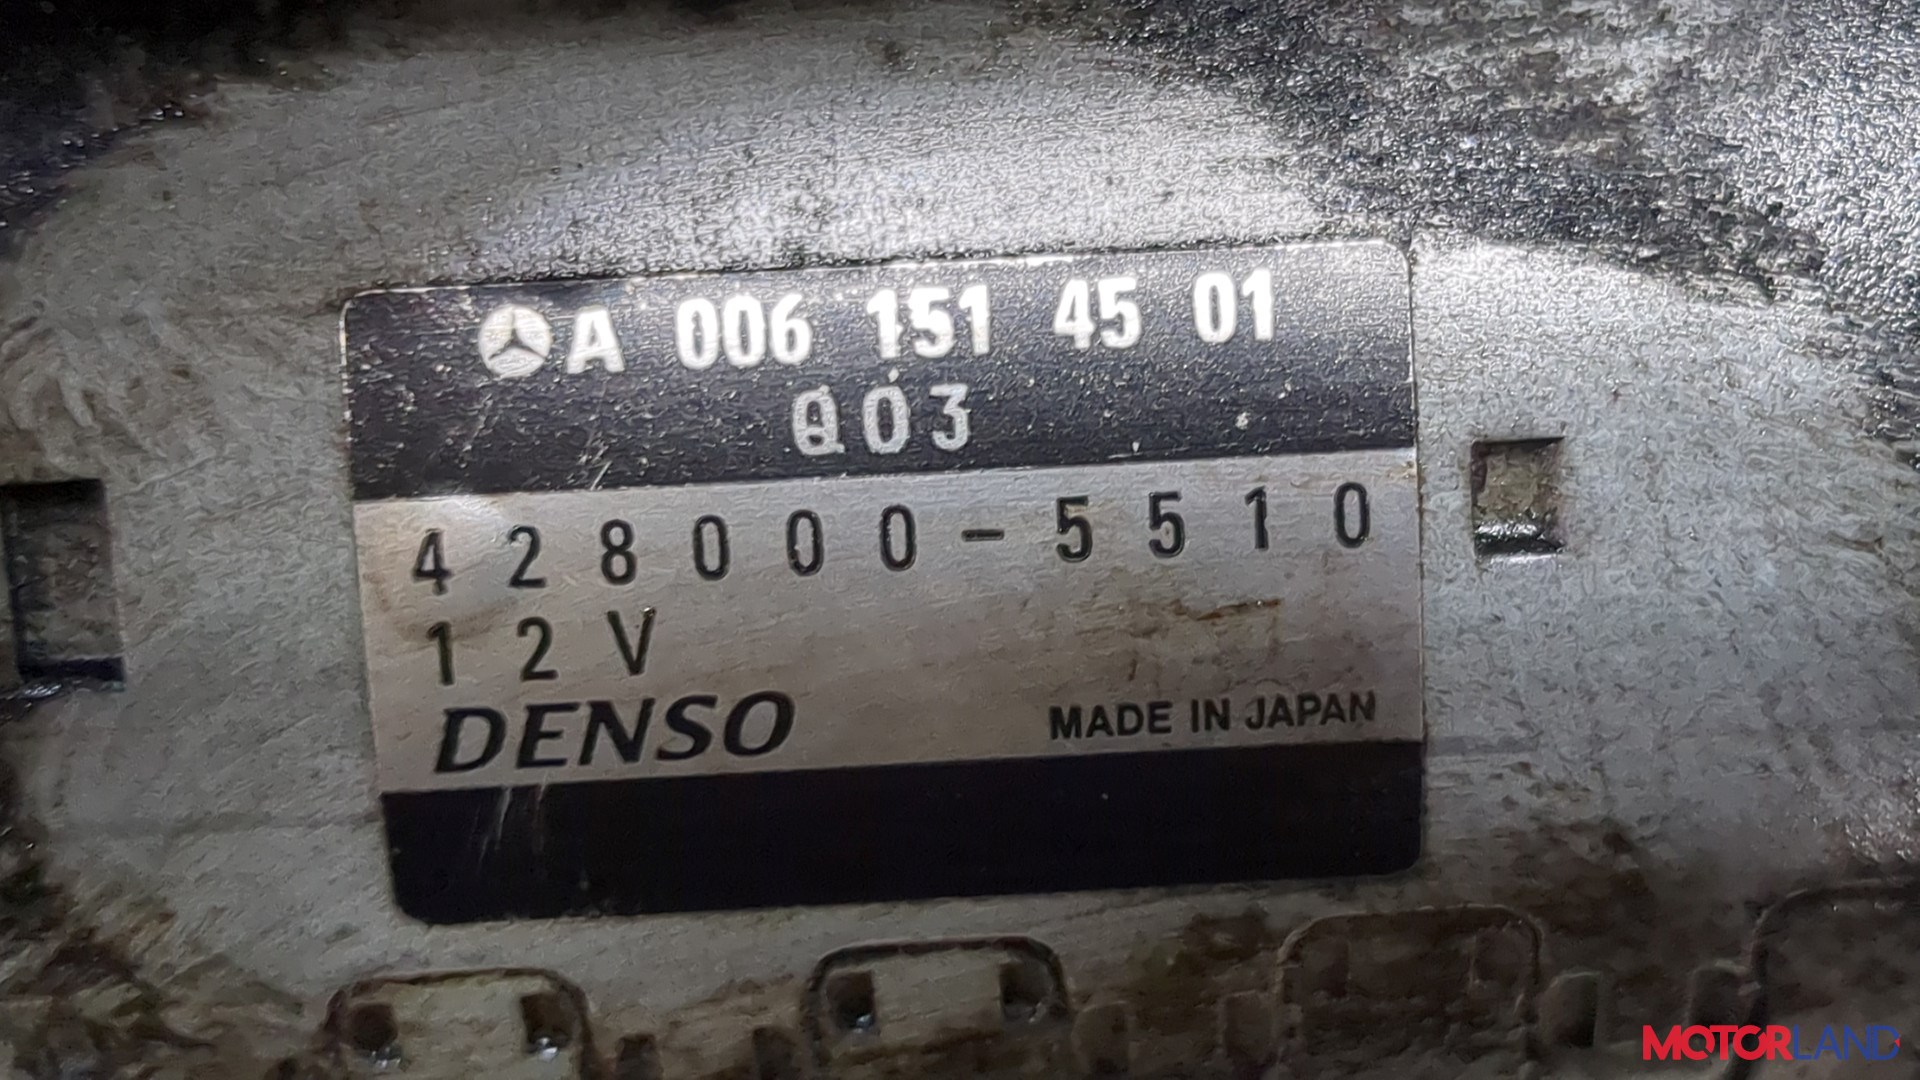 A 006 151 45 01
Q03
428000-5510
12V
DENSO
MADE IN JAPAN
MOTORLAND